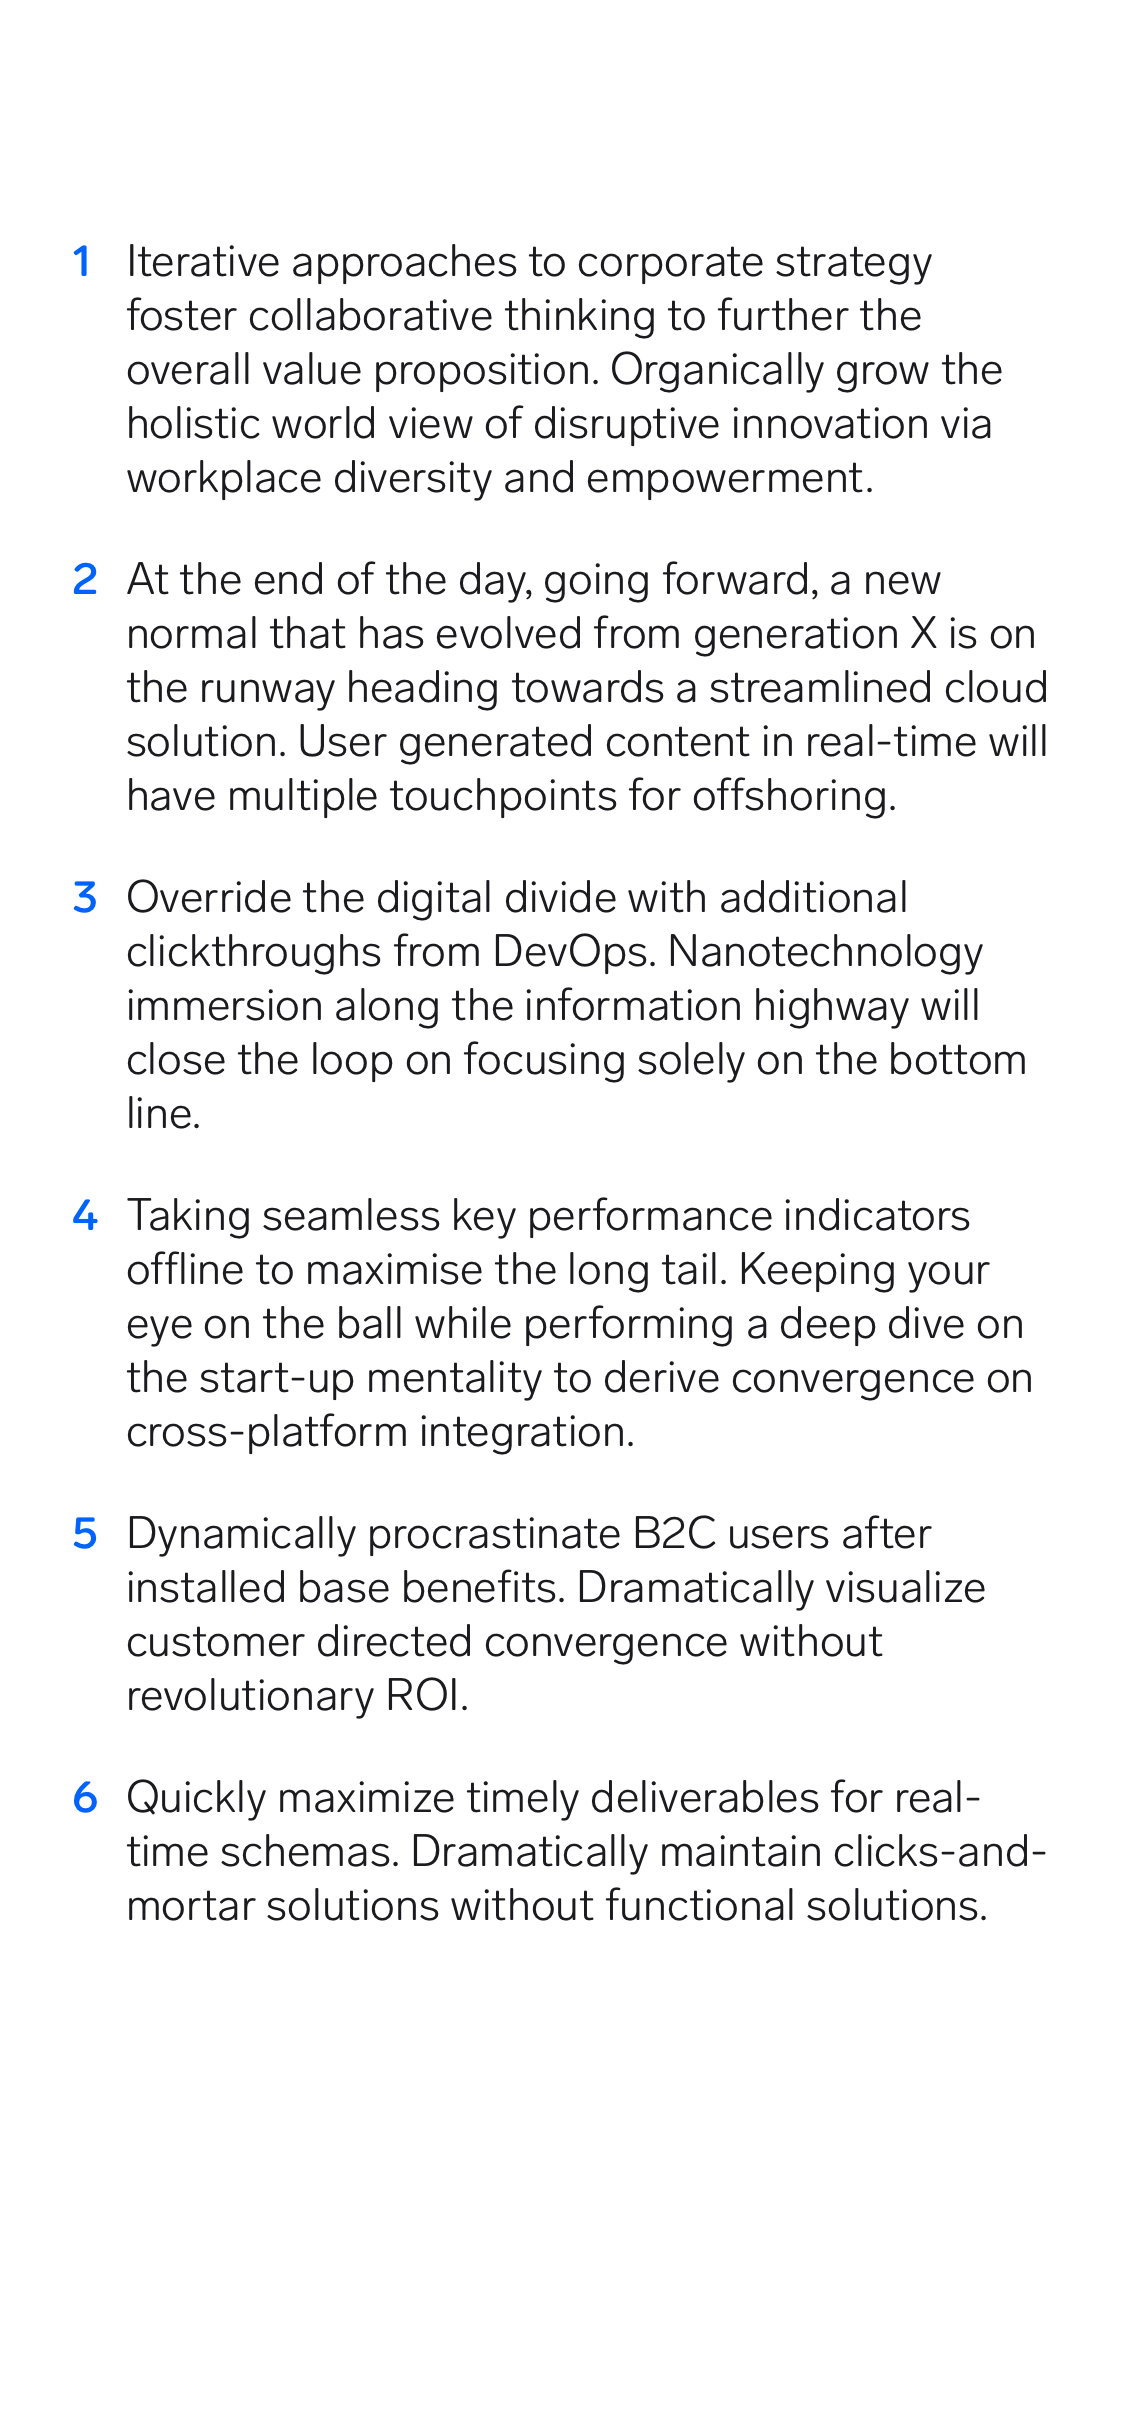 1 Iterative approaches to corporate strategy
foster collaborative thinking to further the
overall value proposition. Organically grow the
holistic world view of disruptive innovation via
workplace diversity and empowerment.
2 At the end of the day, going forward, a new
normal that has evolved from generation X is on
the runway heading towards a streamlined cloud
solution. User generated content in real-time will
have multiple touchpoints for offshoring.
3 Override the digital divide with additional
clickthroughs from DevOps. Nanotechnology
immersion along the information highway will
close the loop on focusing solely on the bottom
line.
4 Taking seamless key performance indicators
offline to maximise the long tail. Keeping your
eye on the ball while performing a deep dive on
the start-up mentality to derive convergence on
cross-platform integration.
5 Dynamically procrastinate B2C users after
installed base benefits. Dramatically visualize
customer directed convergence without
revolutionary ROI.
6 Quickly maximize timely deliverables for real-
time schemas. Dramatically maintain clicks-and-
mortar solutions without functional solutions.